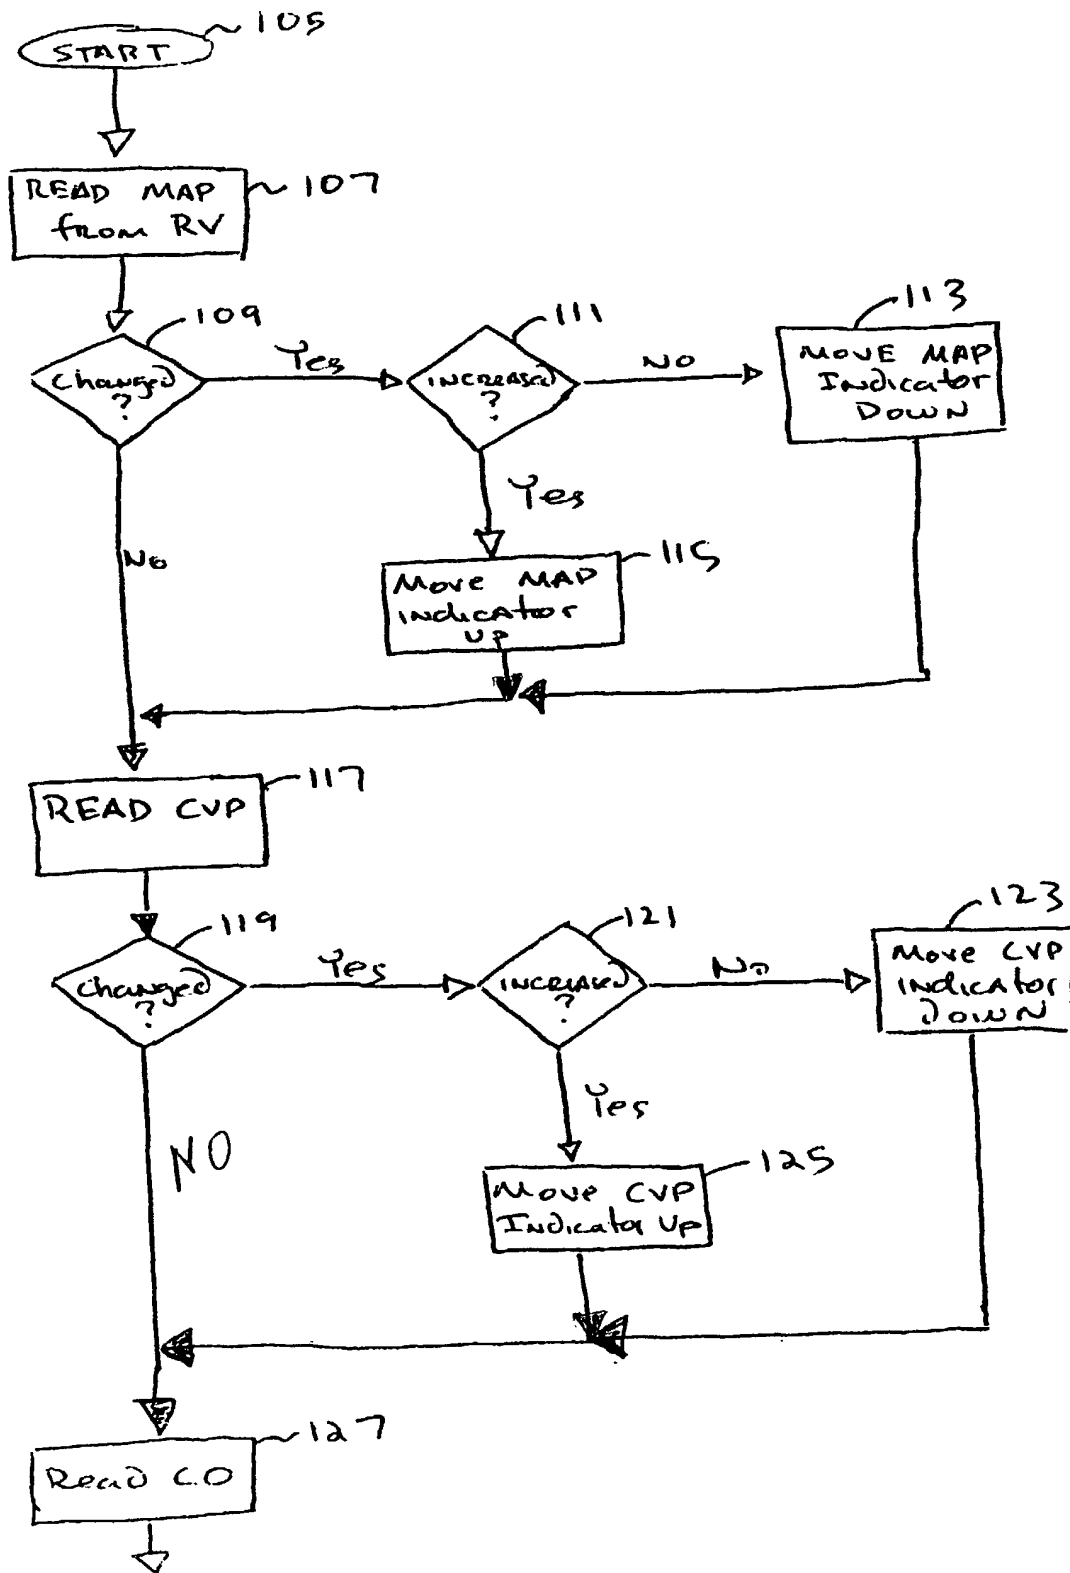 105
START
READ MAP
from RV
107
109
Changed
?
Yes
111
INCREASED
?
NO
113
MOVE MAP
Indicator
DOWN
Yes
No
115
Move MAP
Indicator
UP
117
READ CVP
119
Changed
?
Yes
121
INCREASED
?
No
123
Move CVP
Indicator
DOWN
Yes
NO
125
Move CVP
Indicator Up
127
Read C.O